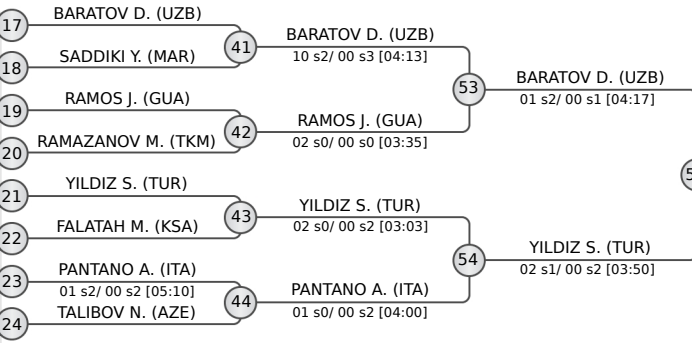 17
BARATOV D. (UZB)
18
SADDIKI Y. (MAR)
41
BARATOV D. (UZB)
10 s2/ 00 s3 [04:13]
19
RAMOS J. (GUA)
20
RAMAZANOV M. (TKM)
42
RAMOS J. (GUA)
02 s0/ 00 s0 [03:35]
53
BARATOV D. (UZB)
01 s2/ 00 s1 [04:17]
21
YILDIZ S. (TUR)
22
FALATAH M. (KSA)
43
YILDIZ S. (TUR)
02 s0/ 00 s2 [03:03]
23
PANTANO A. (ITA)
01 s2/ 00 s2 [05:10]
24
TALIBOV N. (AZE)
44
PANTANO A. (ITA)
01 s0/ 00 s2 [04:00]
54
YILDIZ S. (TUR)
02 s1/ 00 s2 [03:50]